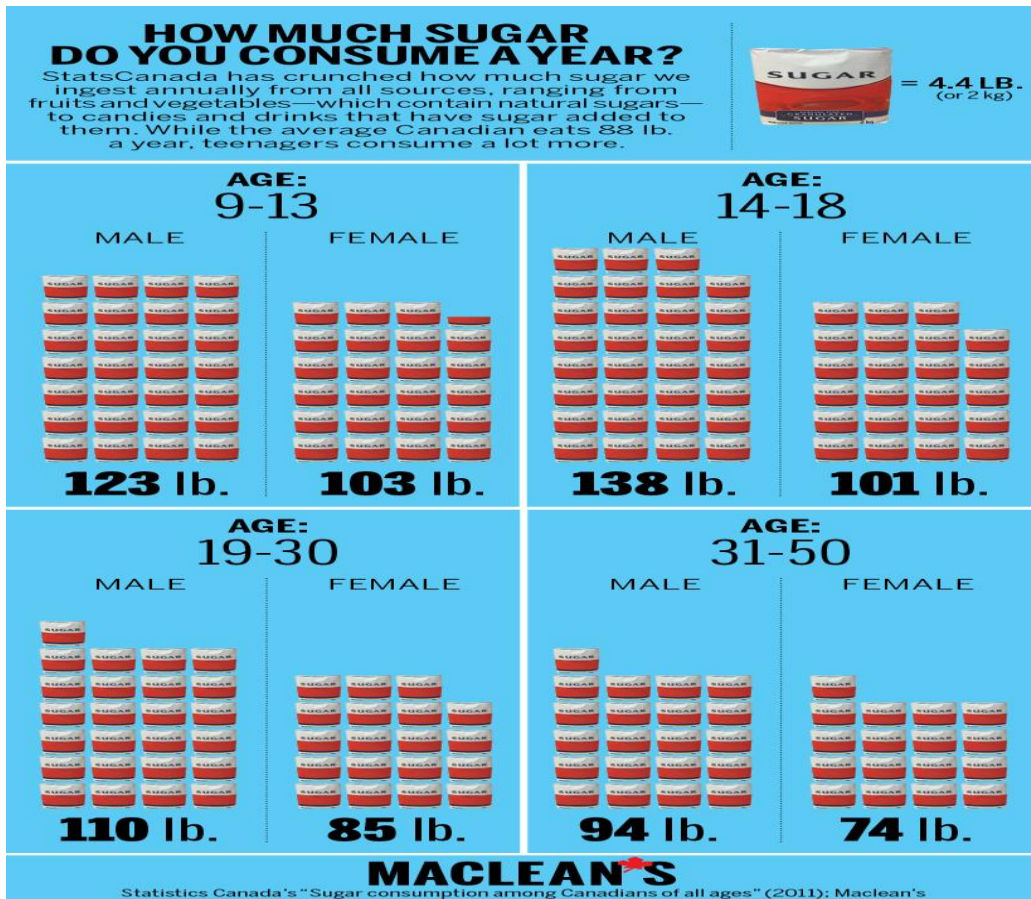 HOW MUCH SUGAR
DO YOU CONSUME A YEAR?
StatsCanada has crunched how much sugar we
ingest annually from all sources, ranging from
fruits and vegetables—which contain natural sugars—
to candies and drinks that have sugar added to
them. While the average Canadian eats 88 lb.
a year, teenagers consume a lot more.
SUGAR
SUGAR
= 4.4 LB.
(or 2 kg)
AGE:
9-13
MALE
FEMALE
123 lb.
103 lb.
AGE:
14-18
MALE
FEMALE
138 lb.
101 lb.
AGE:
19-30
MALE
FEMALE
110 lb.
85 lb.
AGE:
31-50
MALE
FEMALE
94 lb.
74 lb.
MACLEAN'S
Statistics Canada's "Sugar consumption among Canadians of all ages" (2011); Maclean's